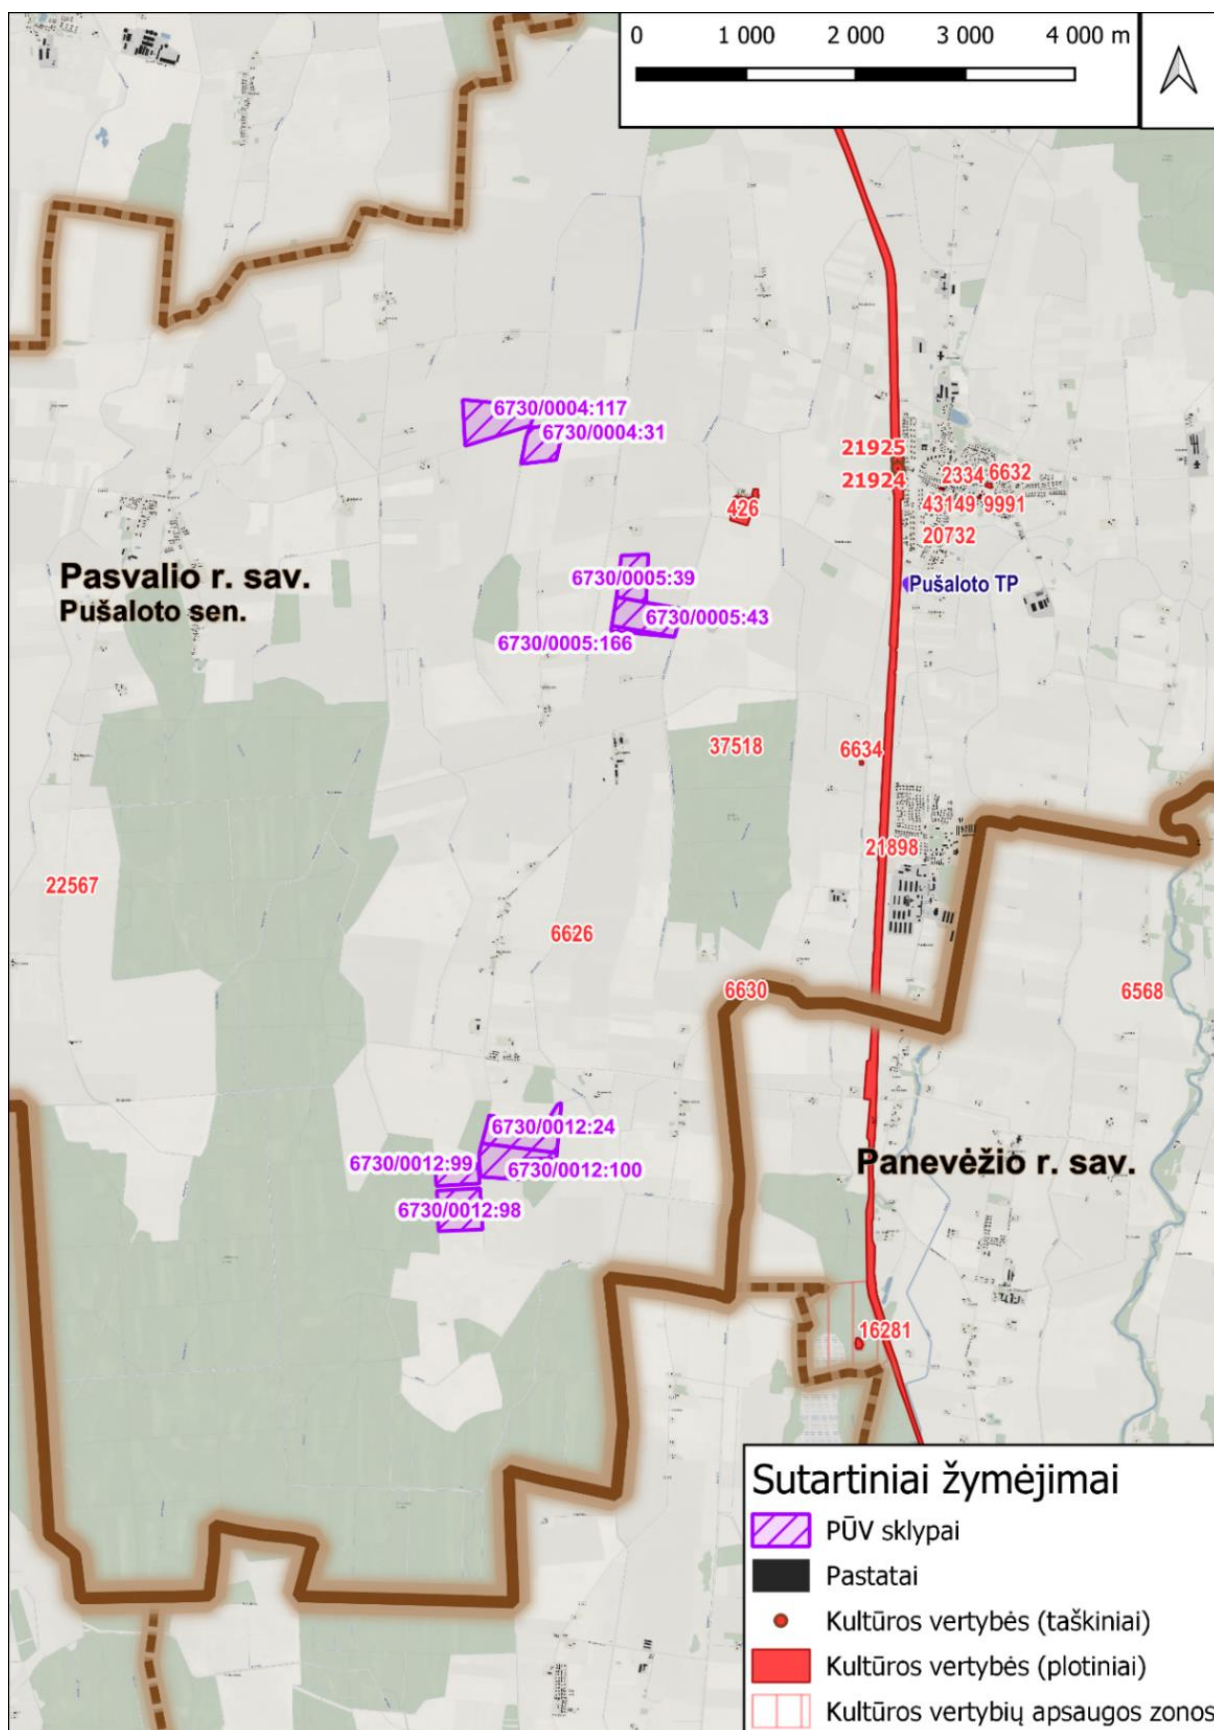 0 1 000 2 000 3 000 4 000 m
6730/0004:117
6730/0004:31
21925
21924
2334 6632
43149 9991
20732
426
Pasvalio r. sav.
Pušaloto sen.
6730/0005:39
Pušaloto TP
6730/0005:43
6730/0005:166
37518
6634
21898
22567
6626
6630
6568
6730/0012:24
6730/0012:99
6730/0012:100
Panevėžio r. sav.
6730/0012:98
16281
Sutartiniai žymėjimai
PŪV sklypai
Pastatai
Kultūros vertybės (taškiniai)
Kultūros vertybės (plotiniai)
Kultūros vertybių apsaugos zonos